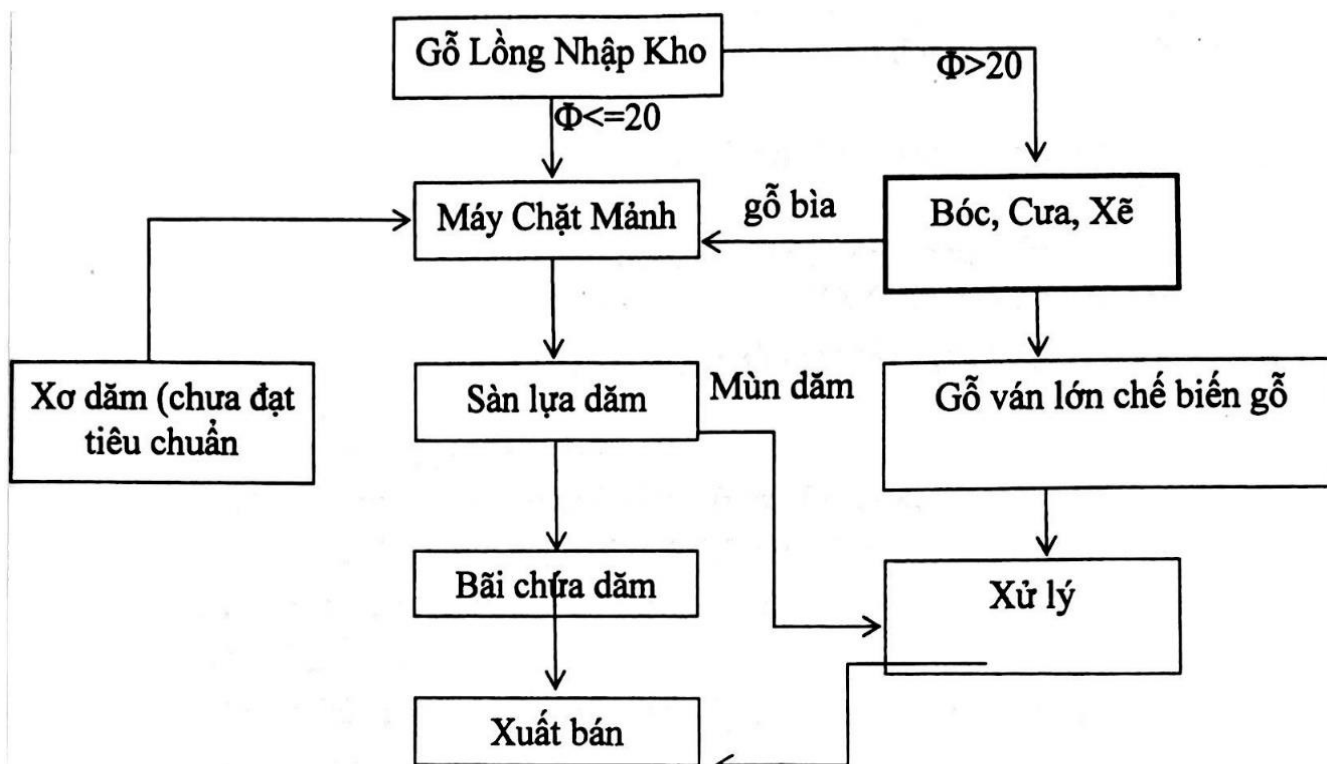 Gỗ Lồng Nhập Kho
Φ>20
Φ<=20
Máy Chặt Mảnh
gỗ bìa
Bóc, Cưa, Xẽ
Xơ dăm (chưa đạt
tiêu chuẩn
Sàn lựa dăm
Mùn dăm
Gỗ ván lớn chế biến gỗ
Bãi chứa dăm
Xử lý
Xuất bán